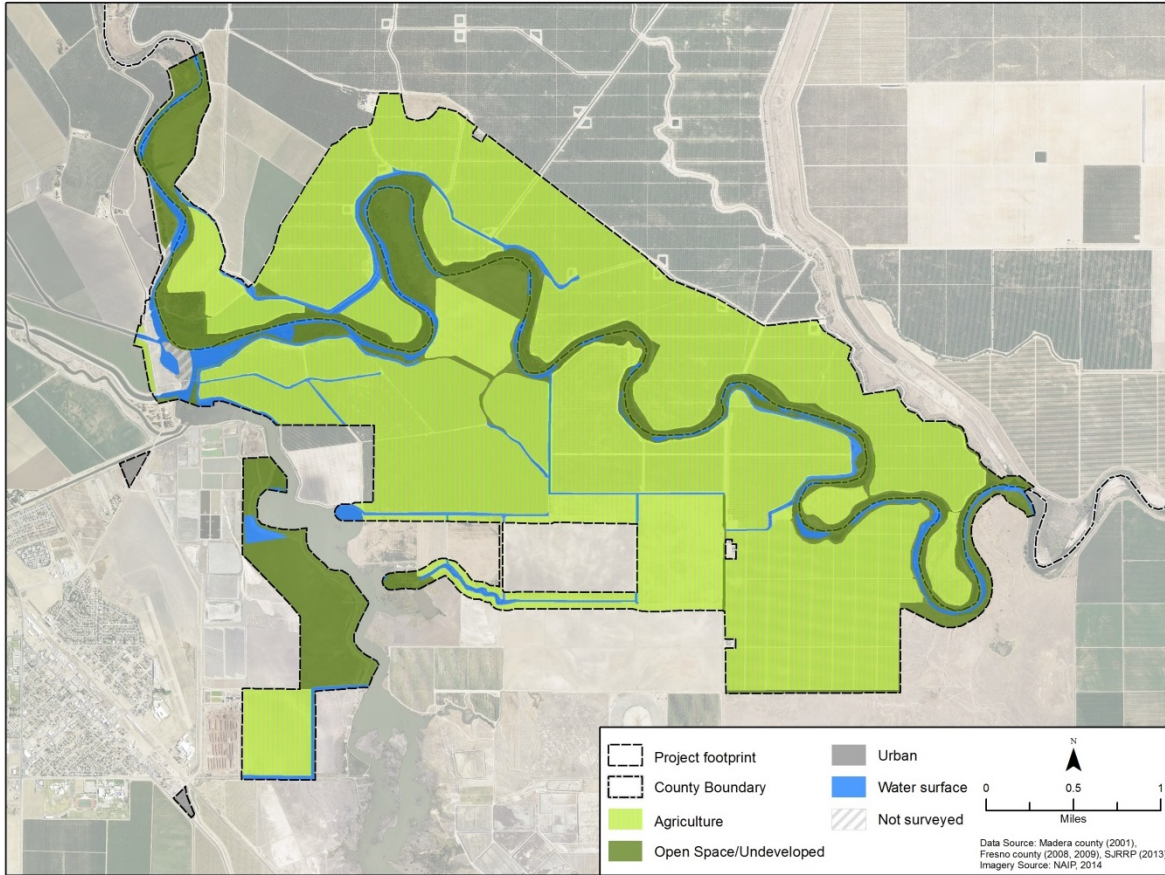 Project footprint
County Boundary
Agriculture
Open Space/Undeveloped
Urban
Water surface
Not surveyed
N
0 0.5 1
Miles
Data Source: Madera county (2001),
Fresno county (2008, 2009), SJRRP (2013)
Imagery Source: NAIP, 2014